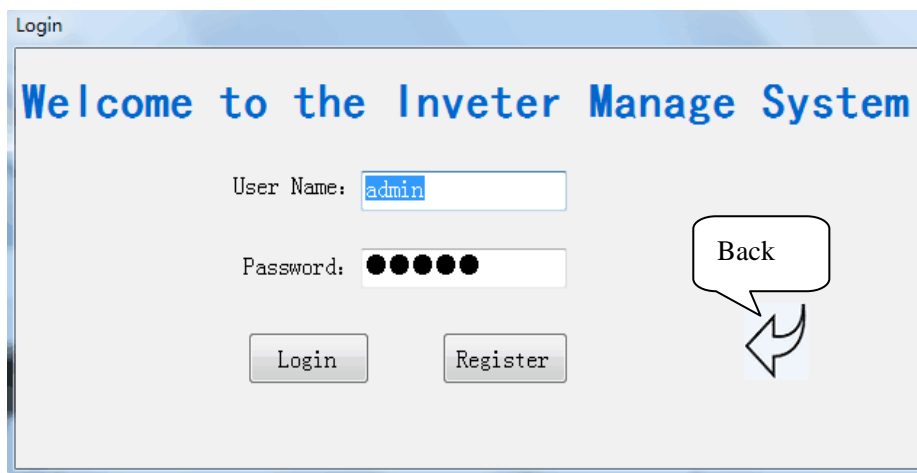 Login
Welcome to the Inveter Manage System
User Name:
admin
Password:
●●●●●
Back
Login
Register